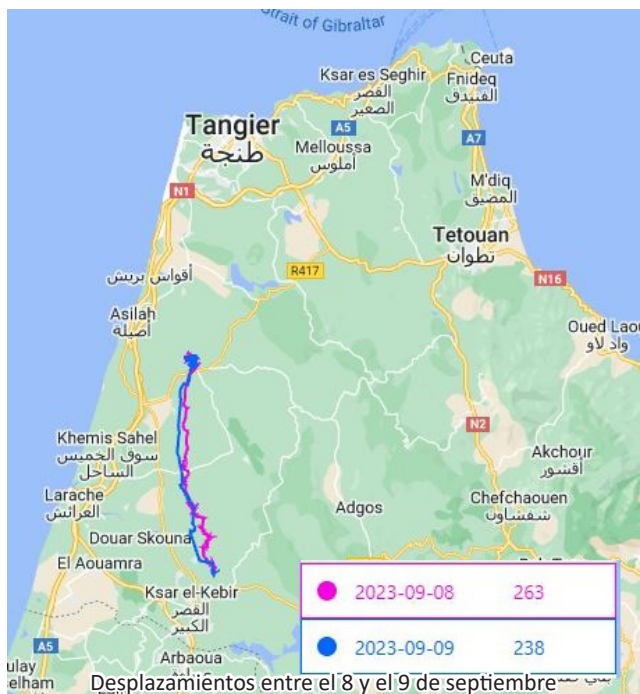 Strait of Gibraltar
Ceuta
Ksar es Seghir
القصر
الصغير
Fnideq
الفنيدق
Tangier
طنجة
A5
A7
Melloussa
أملوس
N1
M'diq
المضيق
Tetouan
تطوان
R417
N16
أقواس بريش
Asilah
أصيلة
Oued Laou
واد لاو
N2
Khemis Sahel
سوق الخميس
الساحل
Akchour
أقشور
Larache
العرائش
Adgos
Chefchaouen
شفشاون
Douar Skouna
El Aouamra
Ksar el-Kebir
القصر
الكبير
2023-09-08 263
2023-09-09 238
A5
Arbaoua
Desplazamientos entre el 8 y el 9 de septiembre